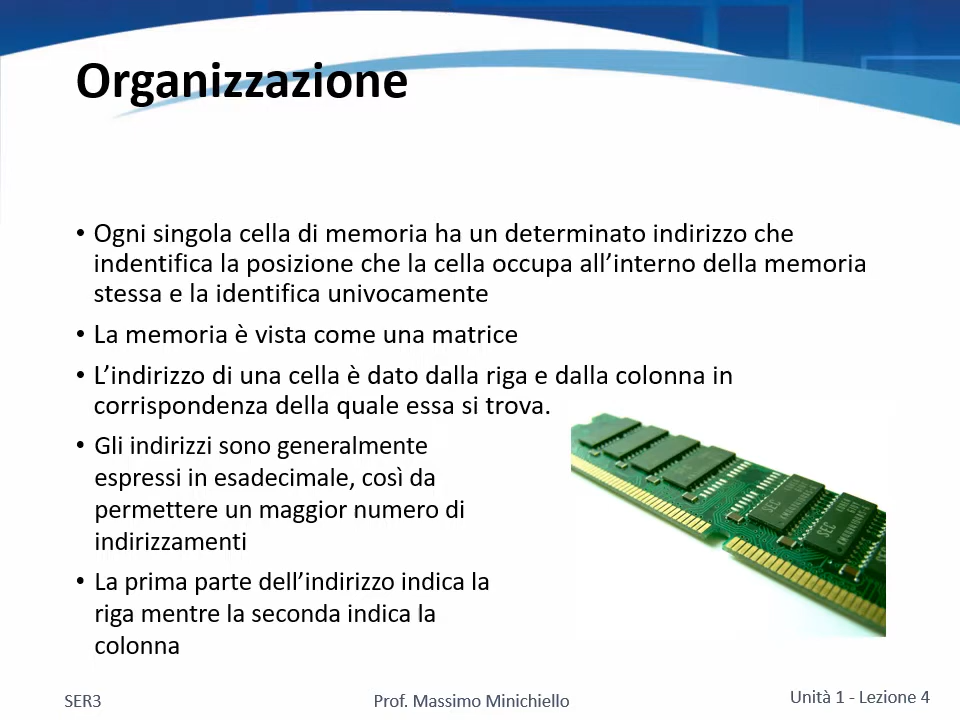 Organizzazione
• Ogni singola cella di memoria ha un determinato indirizzo che
indentifica la posizione che la cella occupa all’interno della memoria
stessa e la identifica univocamente
• La memoria è vista come una matrice
• L’indirizzo di una cella è dato dalla riga e dalla colonna in
corrispondenza della quale essa si trova.
• Gli indirizzi sono generalmente
espressi in esadecimale, così da
permettere un maggior numero di
indirizzamenti
• La prima parte dell’indirizzo indica la
riga mentre la seconda indica la
colonna
SEC
SEC
SER3
Prof. Massimo Minichiello
Unità 1 - Lezione 4